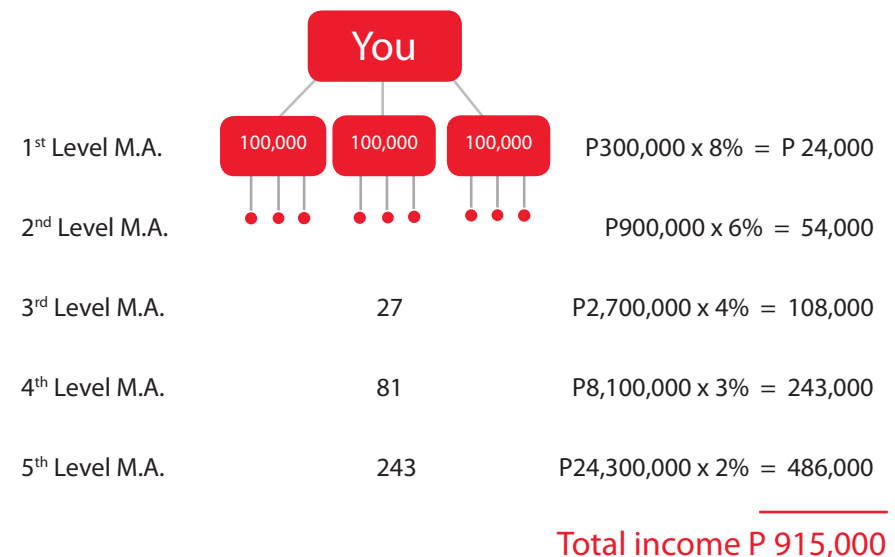 You
1st Level M.A. 100,000 100,000 100,000 P300,000 x 8% = P 24,000
2nd Level M.A. P900,000 x 6% = 54,000
3rd Level M.A. 27 P2,700,000 x 4% = 108,000
4th Level M.A. 81 P8,100,000 x 3% = 243,000
5th Level M.A. 243 P24,300,000 x 2% = 486,000
Total income P 915,000